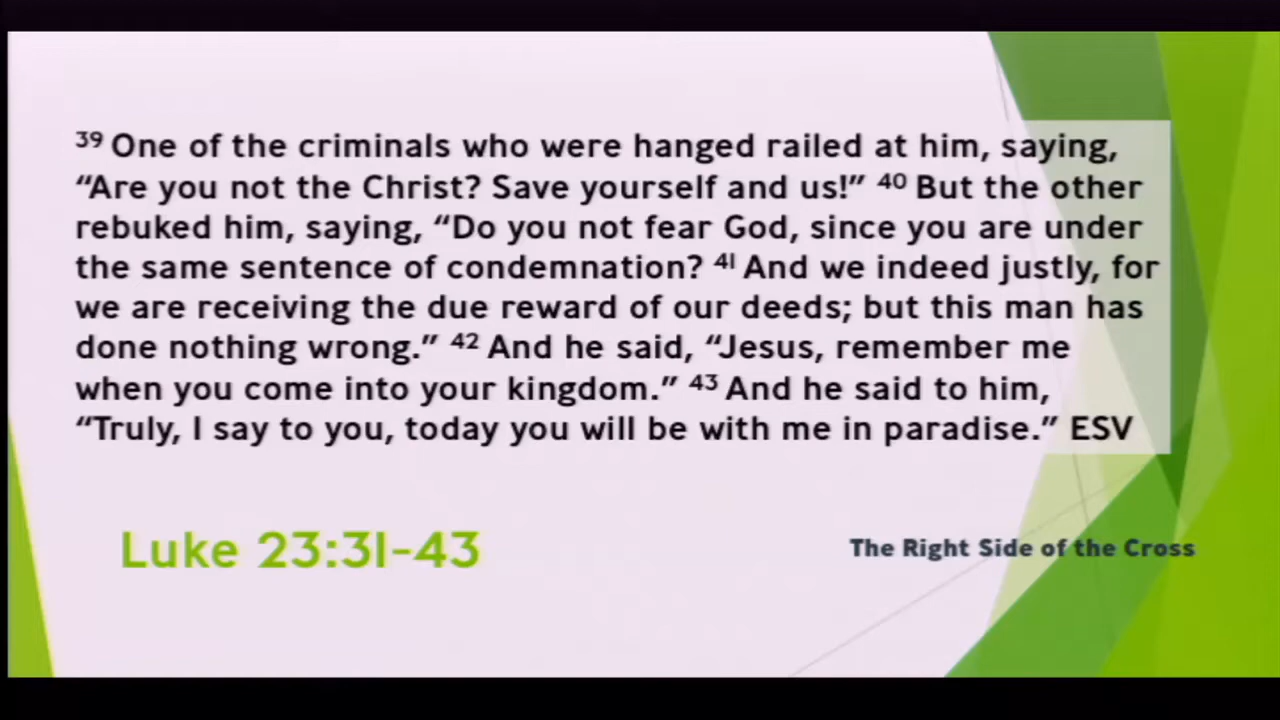 39 One of the criminals who were hanged railed at him, saying,
“Are you not the Christ? Save yourself and us!” 40 But the other
rebuked him, saying, “Do you not fear God, since you are under
the same sentence of condemnation? 41 And we indeed justly, for
we are receiving the due reward of our deeds; but this man has
done nothing wrong.” 42 And he said, “Jesus, remember me
when you come into your kingdom.” 43 And he said to him,
“Truly, I say to you, today you will be with me in paradise.” ESV
Luke 23:31-43
The Right Side of the Cross